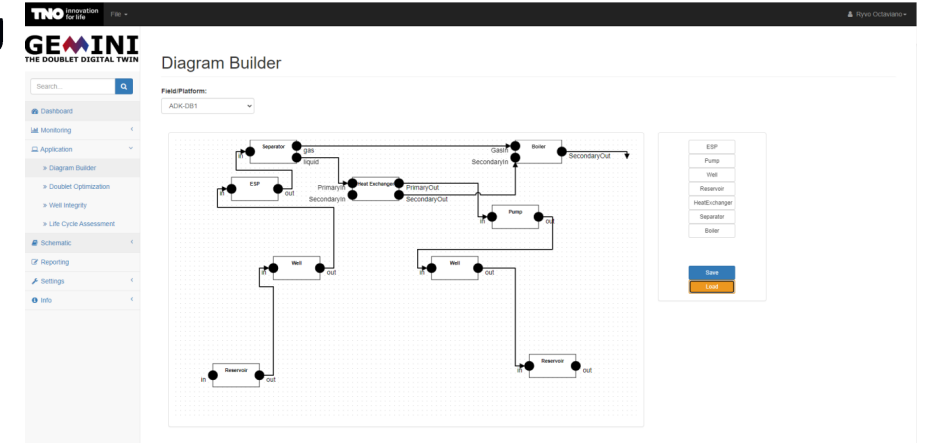 TNO innovation for life
File
Ryvo Octaviano
GEMINI
THE DOUBLET DIGITAL TWIN
Search...
Dashboard
Monitoring
Application
» Diagram Builder
» Doublet Optimization
» Well Integrity
» Life Cycle Assessment
Schematic
Reporting
Settings
Info
Diagram Builder
Field/Platform:
ADK-DB1
Separator
in
gas
liquid
GasIn
SecondaryIn
Boiler
SecondaryOut
ESP
in
out
PrimaryIn
SecondaryIn
Heat Exchanger
PrimaryOut
SecondaryOut
Pump
in
out
Well
in
out
Well
in
out
Reservoir
in
out
Reservoir
in
out
ESP
Pump
Well
Reservoir
HeatExchanger
Separator
Boiler
Save
Load